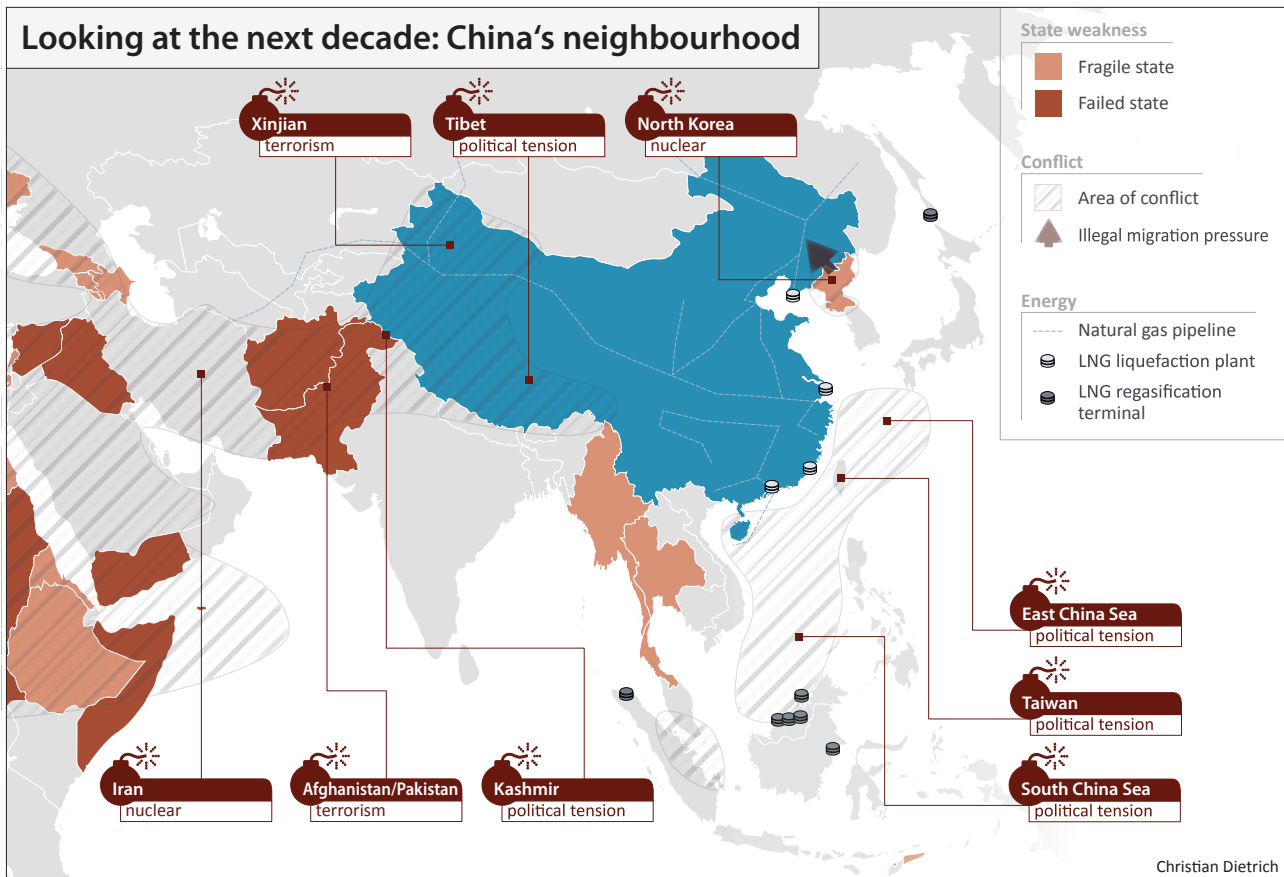 Looking at the next decade: China‘s neighbourhood
State weakness
Fragile state
Failed state
Conflict
Area of conflict
Illegal migration pressure
Energy
Natural gas pipeline
LNG liquefaction plant
LNG regasification
terminal
Xinjian
terrorism
Tibet
political tension
North Korea
nuclear
East China Sea
political tension
Taiwan
political tension
South China Sea
political tension
Iran
nuclear
Afghanistan/Pakistan
terrorism
Kashmir
political tension
Christian Dietrich